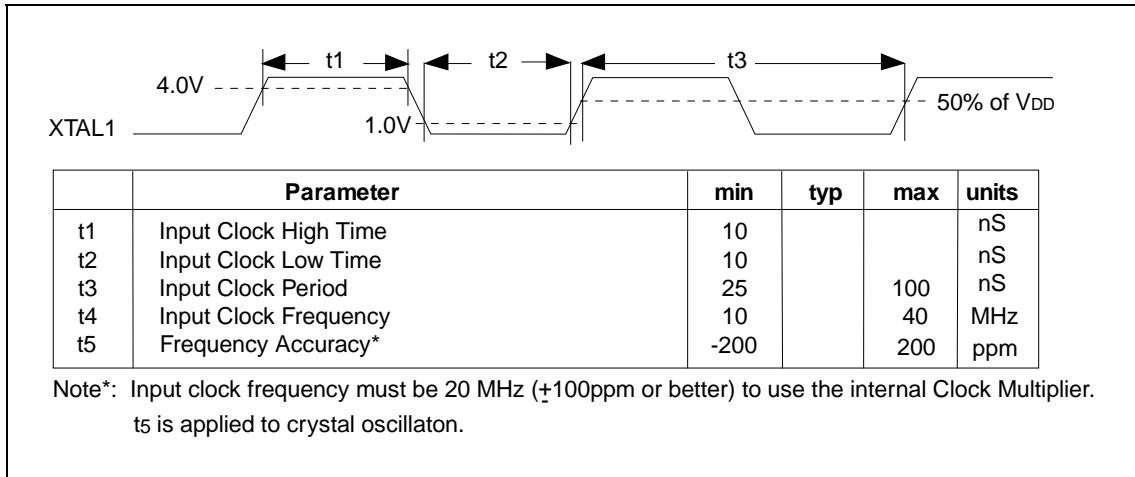 t1 t2 t3
4.0V
50% of VDD
XTAL1 1.0V
Parameter min typ max units
t1 Input Clock High Time 10 nS
t2 Input Clock Low Time 10 nS
t3 Input Clock Period 25 100 nS
t4 Input Clock Frequency 10 40 MHz
t5 Frequency Accuracy* -200 200 ppm
Note*: Input clock frequency must be 20 MHz (±100ppm or better) to use the internal Clock Multiplier.
t5 is applied to crystal oscillaton.